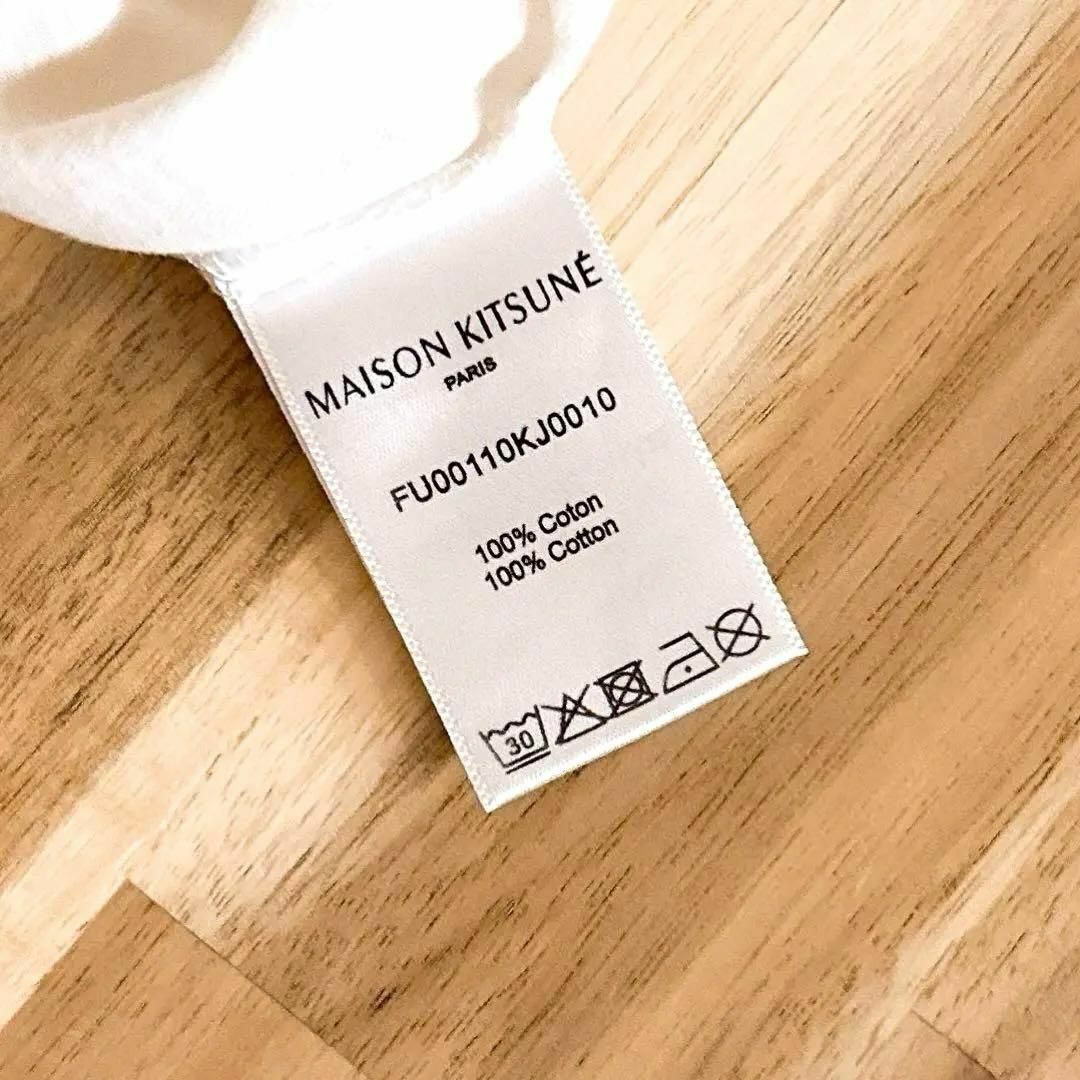 MAISON KITSUNÉ
PARIS
FU00110KJ0010
100% Coton
100% Cotton
30